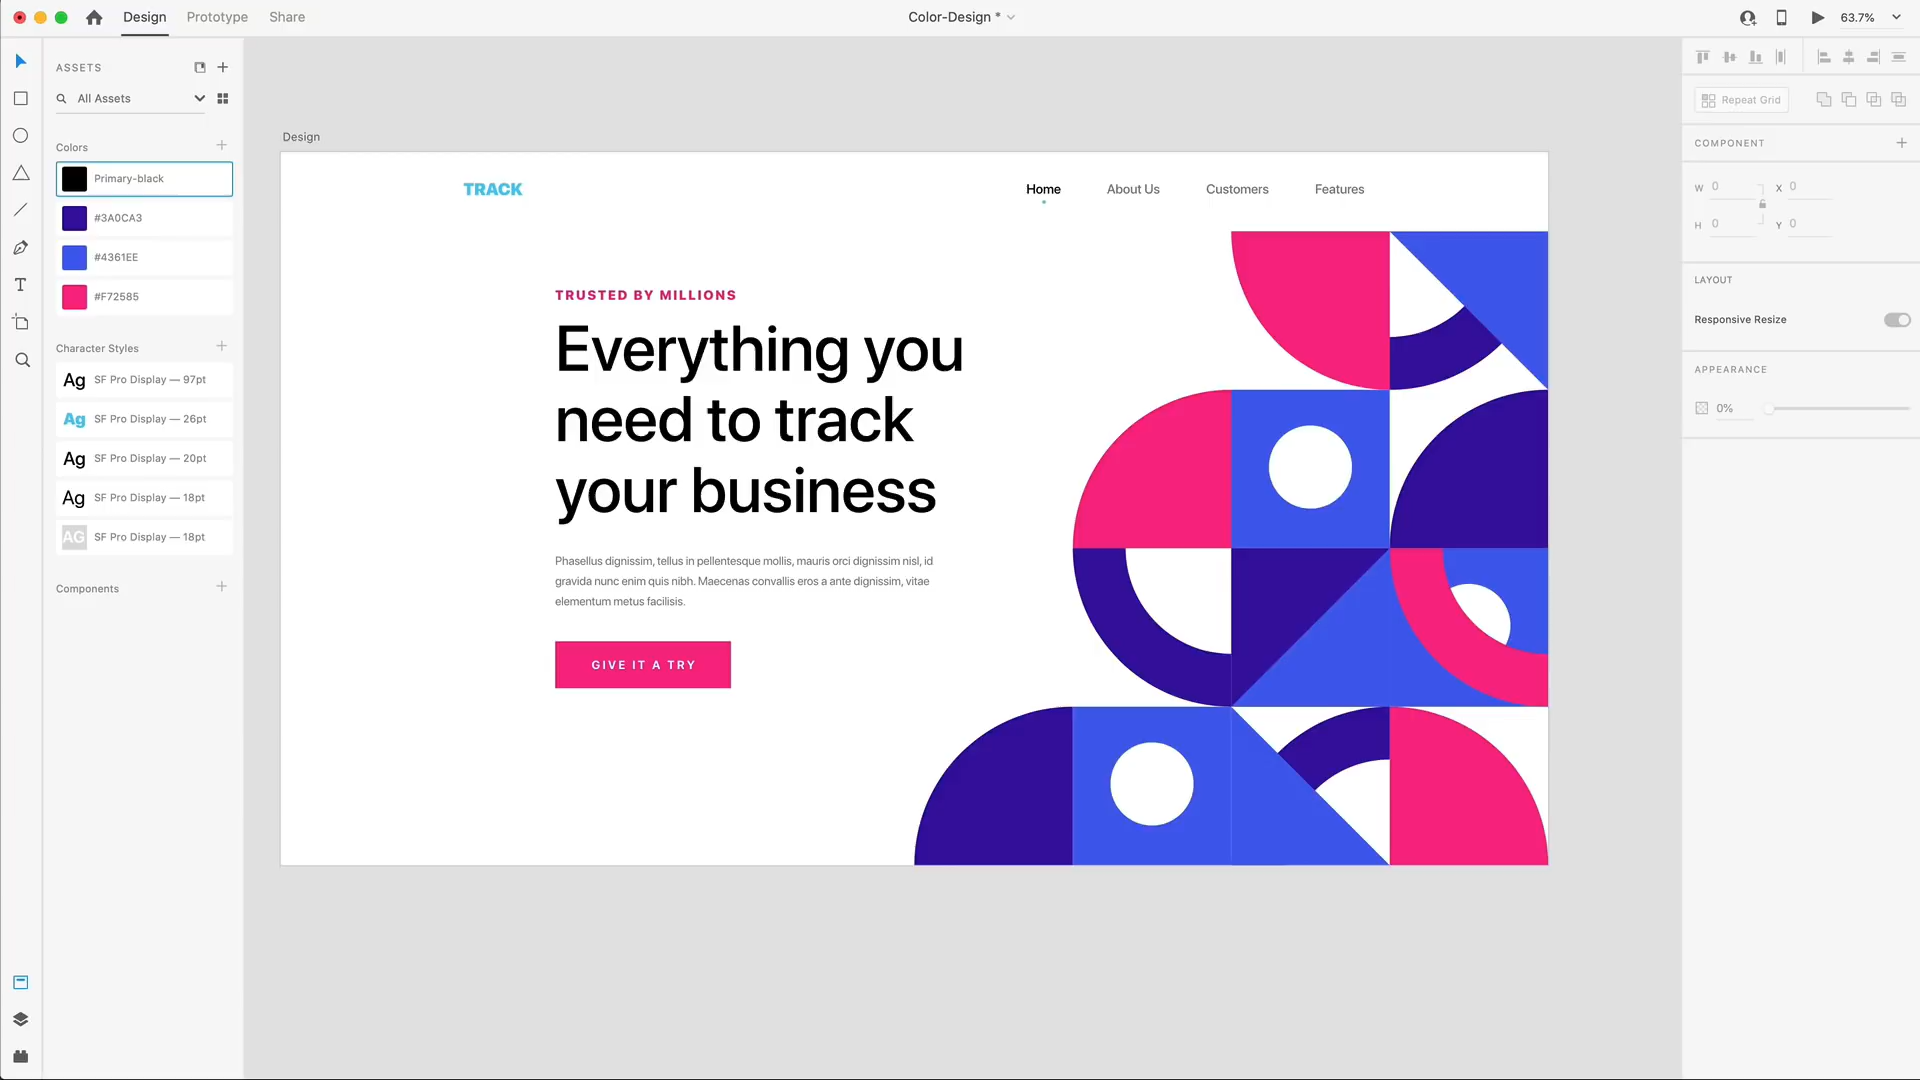 Design
Prototype
Share
Color-Design *
63.7%
ASSETS
All Assets
Colors
Primary-black
#3A0CA3
#4361EE
#F72585
Character Styles
Ag SF Pro Display — 97pt
Ag SF Pro Display — 26pt
Ag SF Pro Display — 20pt
Ag SF Pro Display — 18pt
AG SF Pro Display — 18pt
Components
Design
TRACK
Home
About Us
Customers
Features
TRUSTED BY MILLIONS
Everything you
need to track
your business
Phasellus dignissim, tellus in pellentesque mollis, mauris orci dignissim nisl, id
gravida nunc enim quis nibh. Maecenas convallis eros a ante dignissim, vitae
elementum metus facilisis.
GIVE IT A TRY
Repeat Grid
COMPONENT
W 0 X 0
H 0 Y 0
LAYOUT
Responsive Resize
APPEARANCE
0%